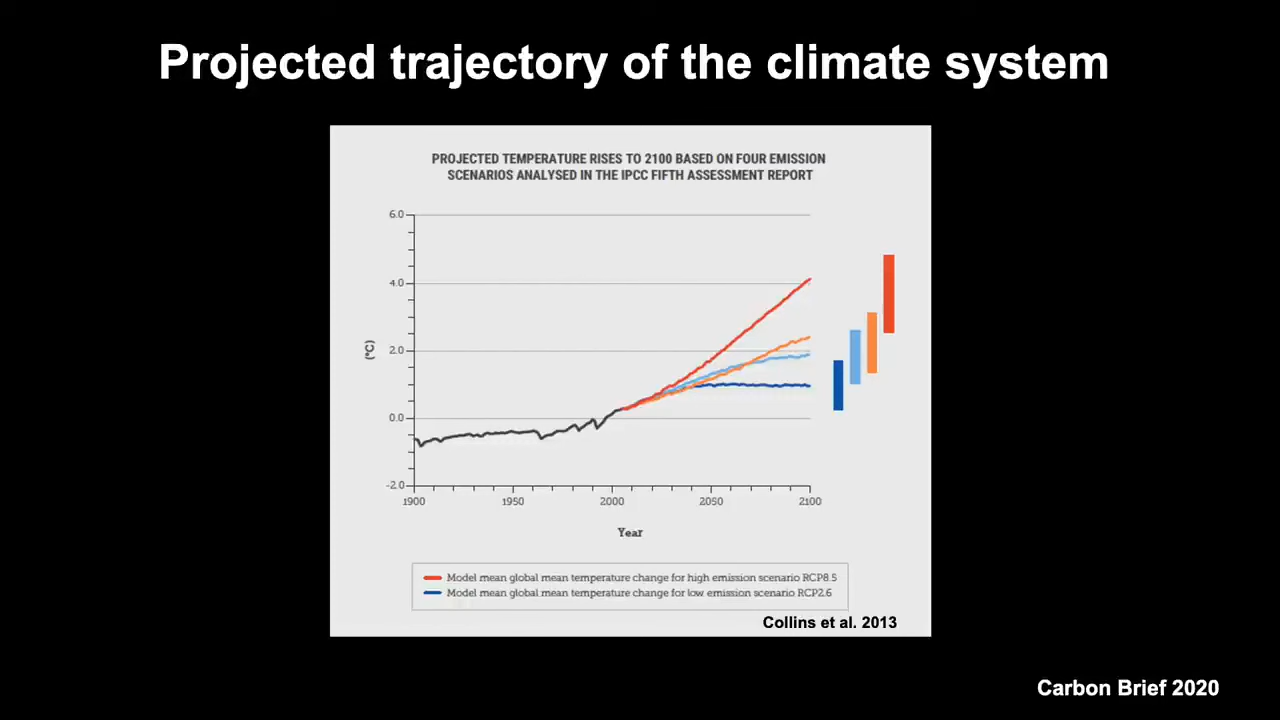 Projected trajectory of the climate system
PROJECTED TEMPERATURE RISES TO 2100 BASED ON FOUR EMISSION
SCENARIOS ANALYSED IN THE IPCC FIFTH ASSESSMENT REPORT
6.0
4.0
(°C)
2.0
0.0
-2.0
1900
1950
2000
2050
2100
Year
Model mean global mean temperature change for high emission scenario RCP8.5
Model mean global mean temperature change for low emission scenario RCP2.6
Collins et al. 2013
Carbon Brief 2020